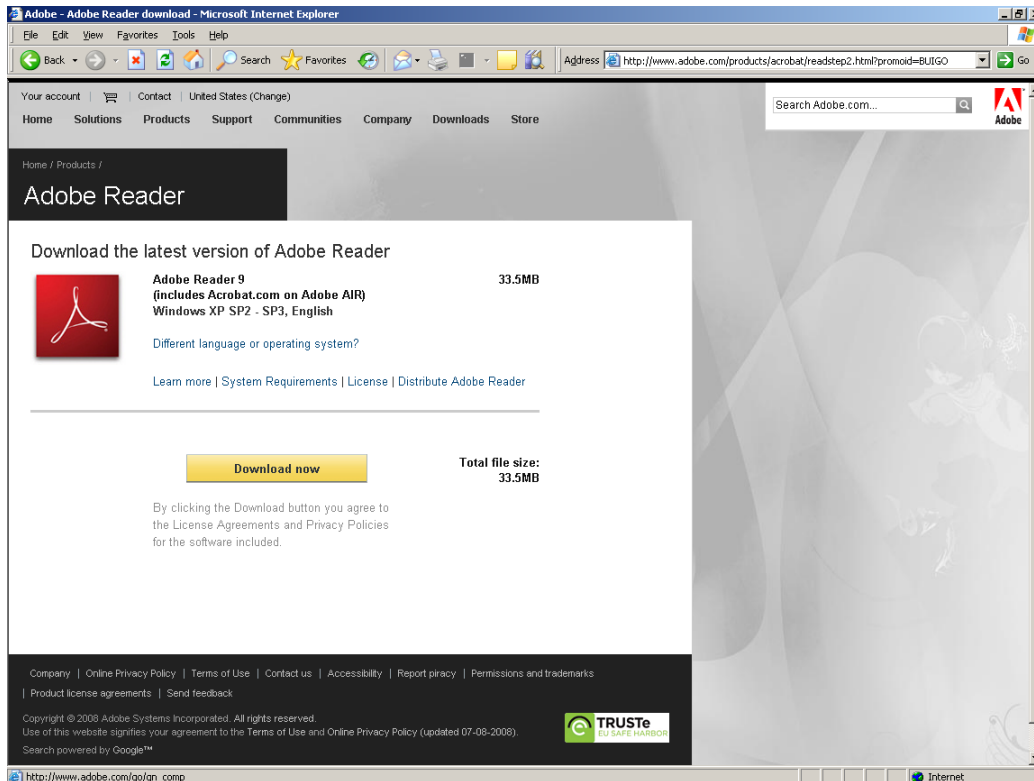 Adobe - Adobe Reader download - Microsoft Internet Explorer
File Edit View Favorites Tools Help
Back Search Favorites Address http://www.adobe.com/products/acrobat/readstep2.html?promoid=BUIGO Go
Your account | | Contact | United States (Change)
Search Adobe.com...
Adobe
Home Solutions Products Support Communities Company Downloads Store
Home / Products /
Adobe Reader
Download the latest version of Adobe Reader
Adobe Reader 9 33.5MB
(includes Acrobat.com on Adobe AIR)
Windows XP SP2 - SP3, English
Different language or operating system?
Learn more | System Requirements | License | Distribute Adobe Reader
Download now
Total file size:
33.5MB
By clicking the Download button you agree to
the License Agreements and Privacy Policies
for the software included.
Company | Online Privacy Policy | Terms of Use | Contact us | Accessibility | Report piracy | Permissions and trademarks
| Product license agreements | Send feedback
Copyright © 2008 Adobe Systems Incorporated. All rights reserved.
Use of this website signifies your agreement to the Terms of Use and Online Privacy Policy (updated 07-08-2008).
Search powered by Google™
TRUSTe
EU SAFE HARBOR
http://www.adobe.com/go/gn_comp Internet